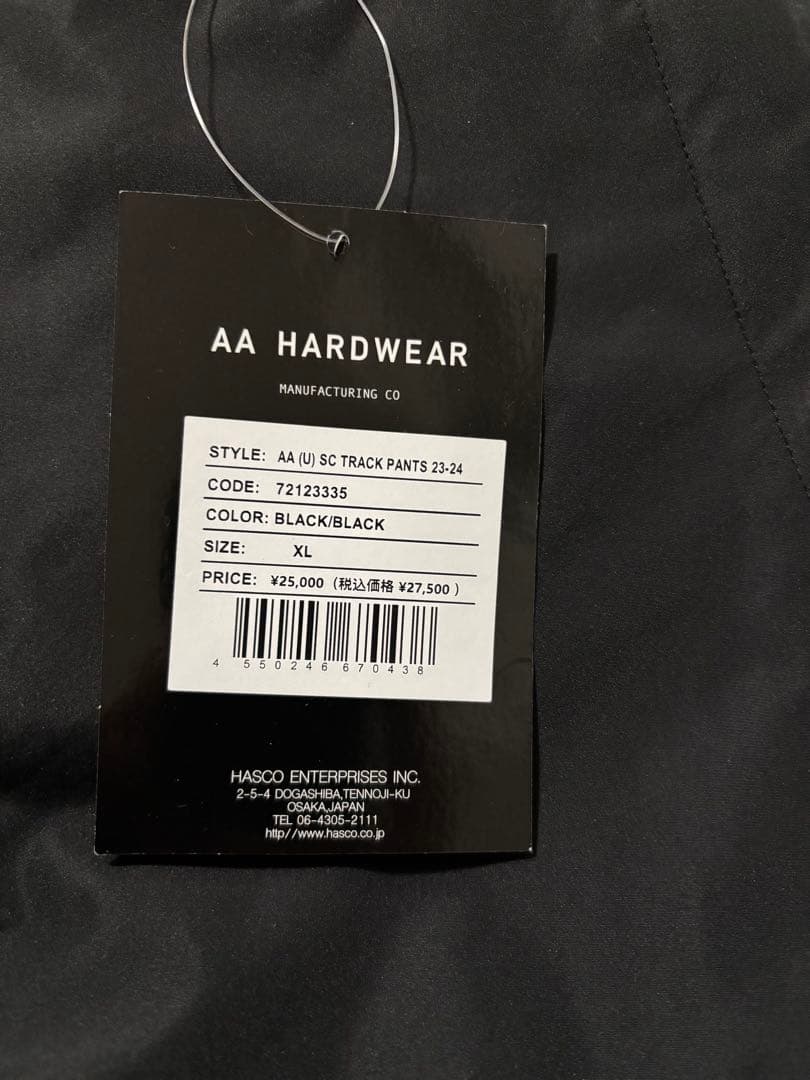 AA HARDWEAR
MANUFACTURING CO
STYLE: AA (U) SC TRACK PANTS 23-24
CODE: 72123335
COLOR: BLACK/BLACK
SIZE: XL
PRICE: ¥25,000 (税込価格 ¥27,500 )
4 550246 670438
HASCO ENTERPRISES INC.
2-5-4 DOGASHIBA,TENNOJI-KU
OSAKA,JAPAN
TEL 06-4305-2111
http//www.hasco.co.jp